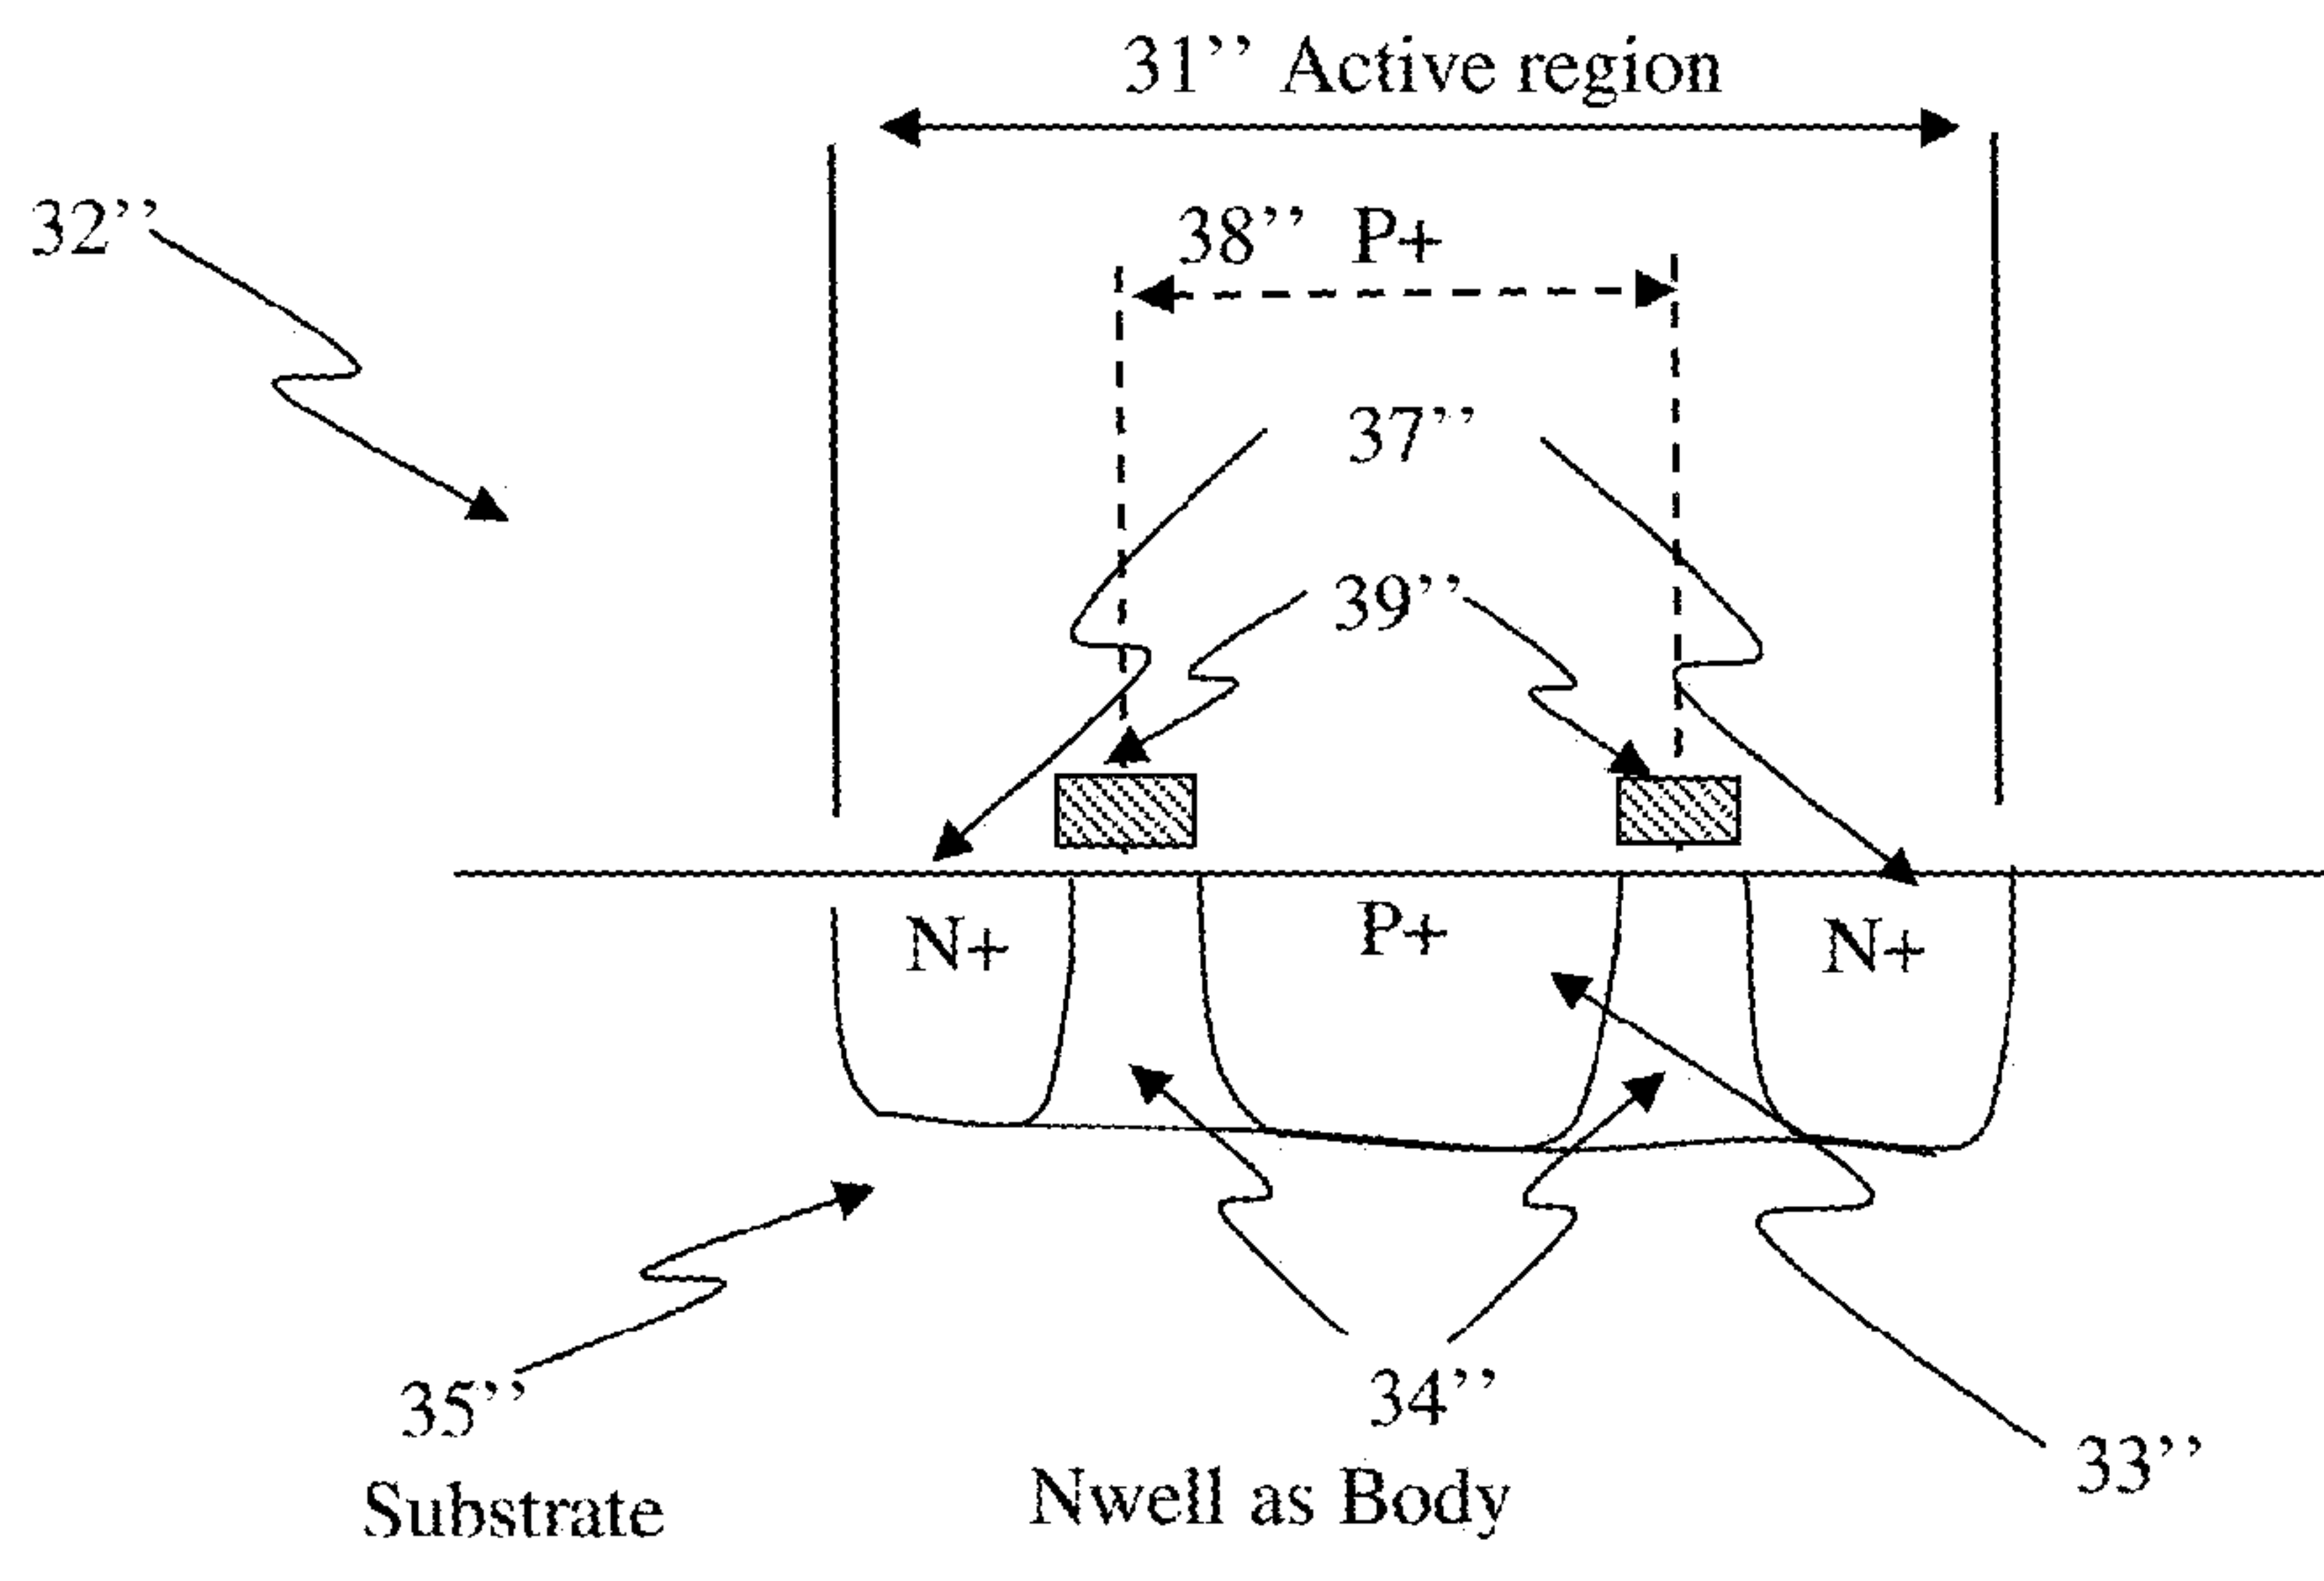 31’’ Active region
32’’
38’’ P+
37’’
39’’
N+
P+
N+
35’’
Substrate
34’’
Nwell as Body
33’’